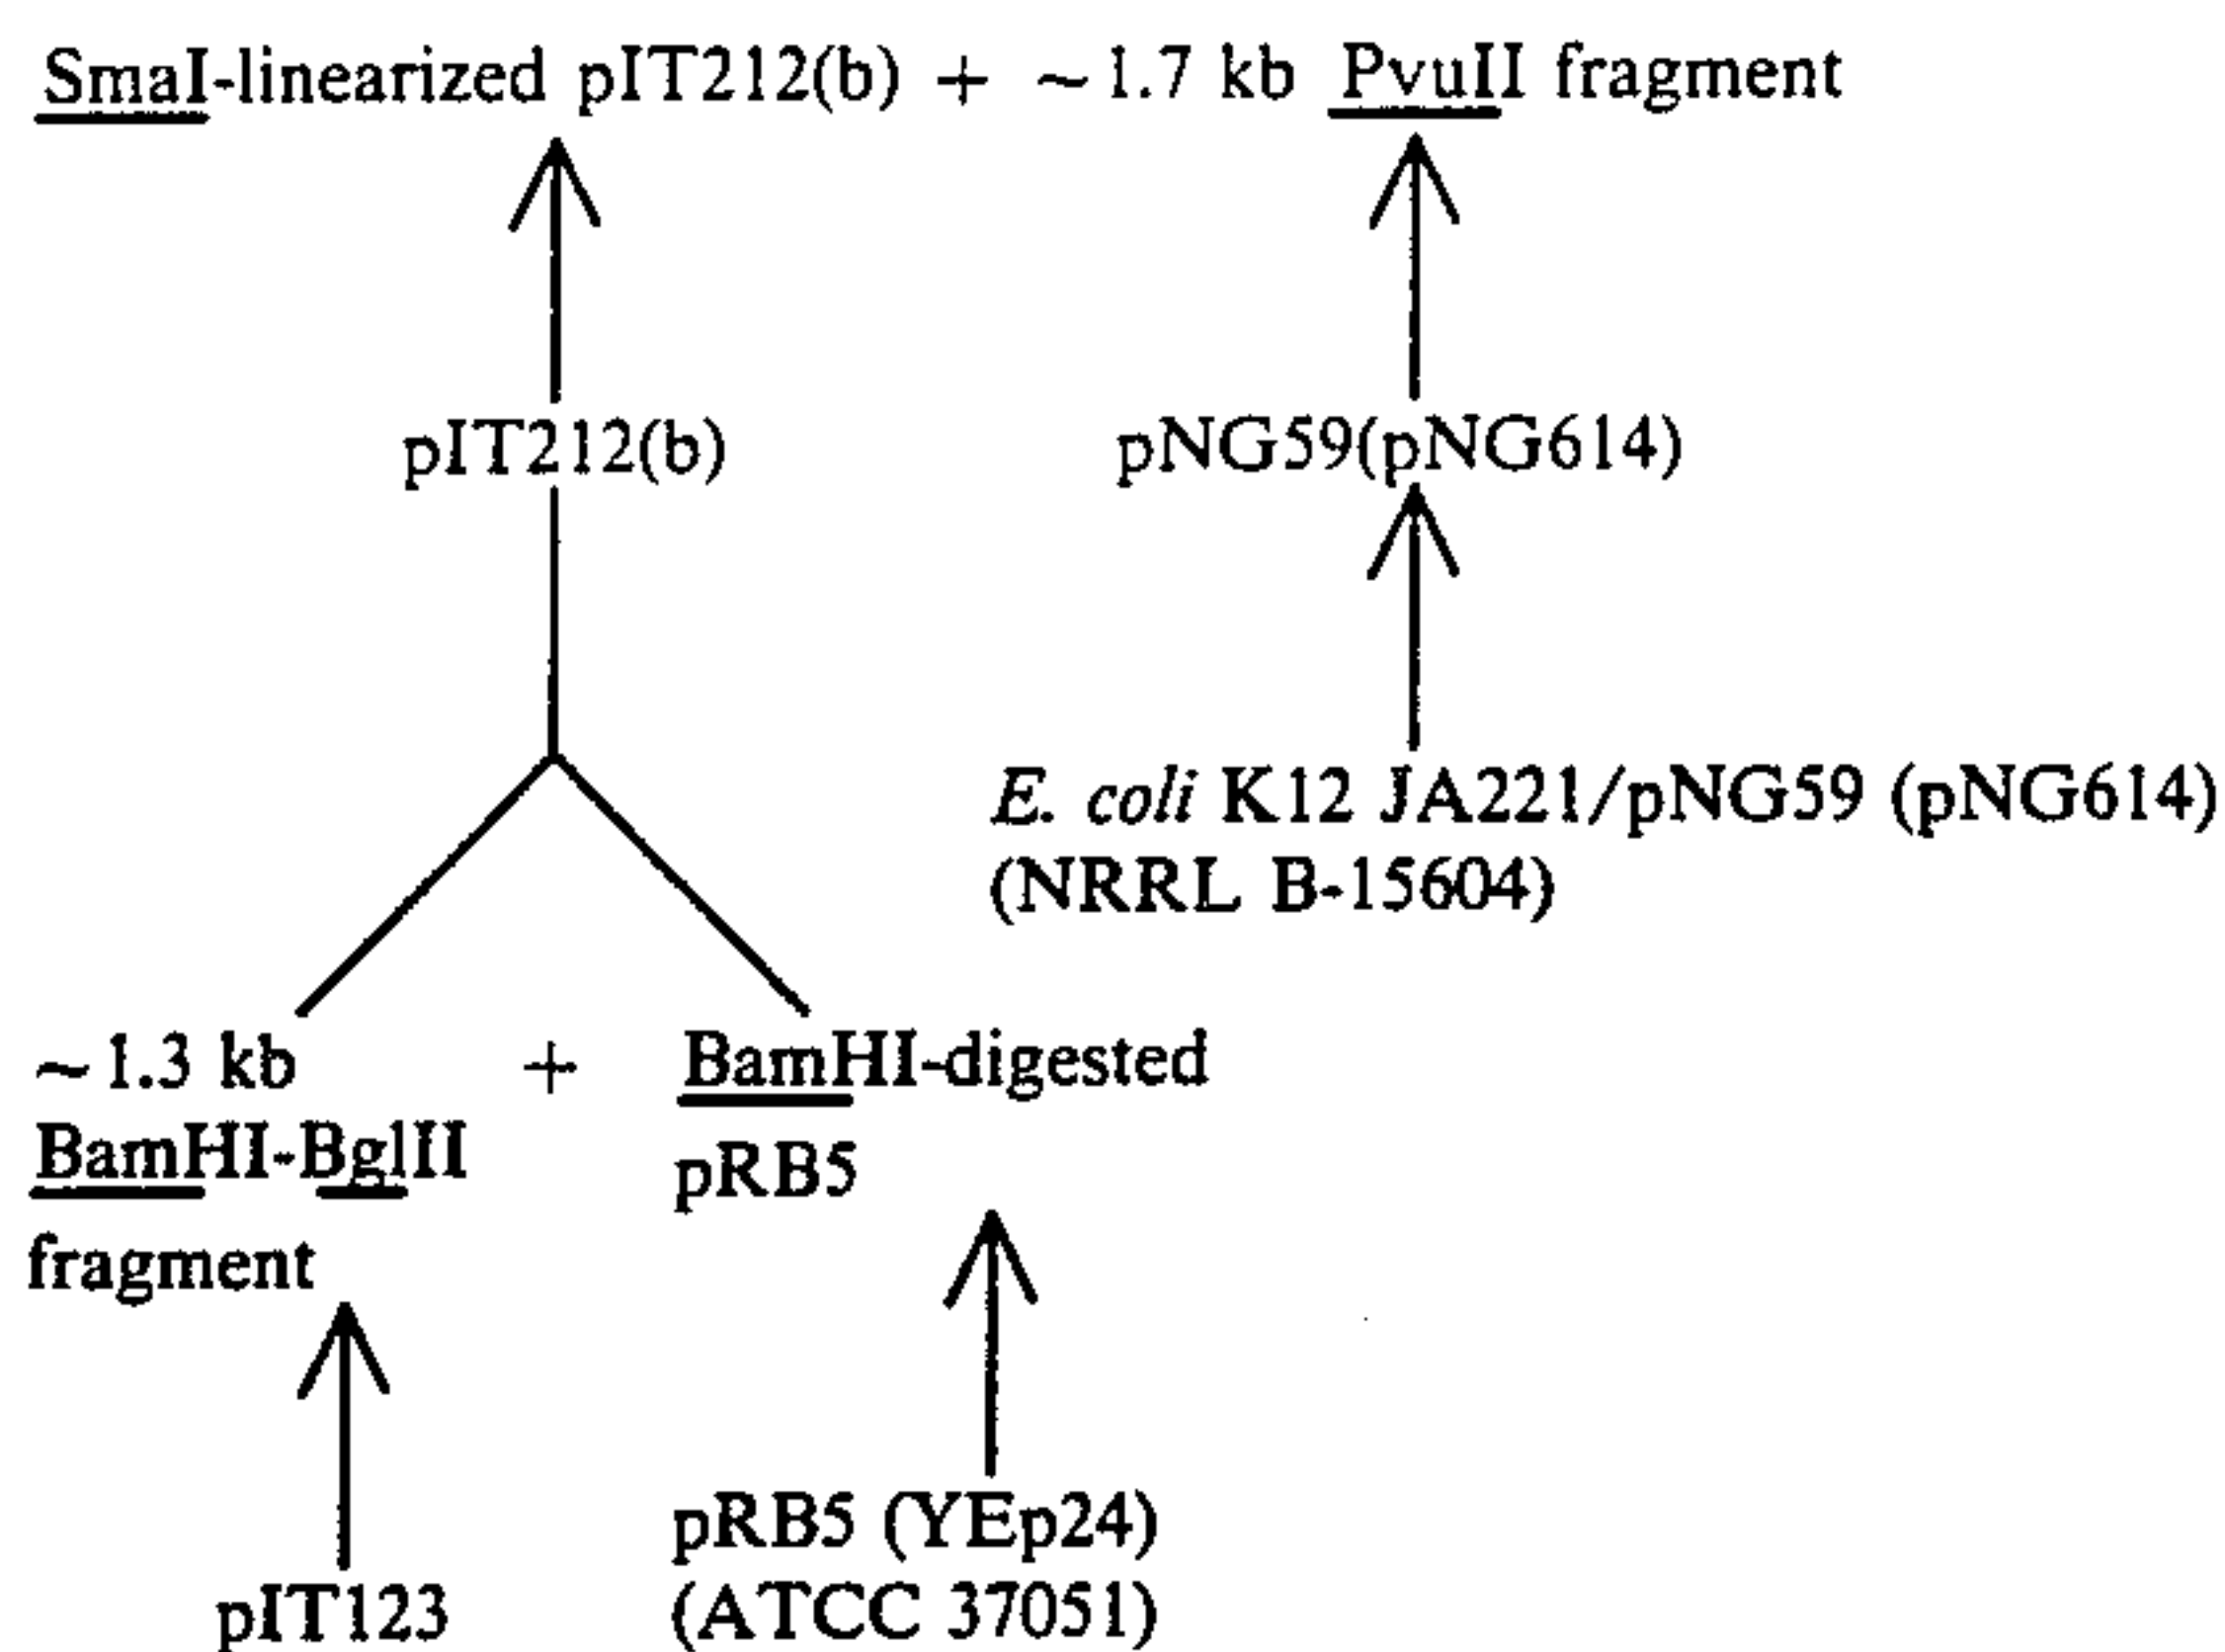 SmaI-linearized pIT212(b) + ~1.7 kb PvuII fragment
pIT212(b)
pNG59(pNG614)
E. coli K12 JA221/pNG59 (pNG614)
(NRRL B-15604)
~1.3 kb + BamHI-digested
BamHI-BglII
pRB5
fragment
pRB5 (YEp24)
pIT123
(ATCC 37051)